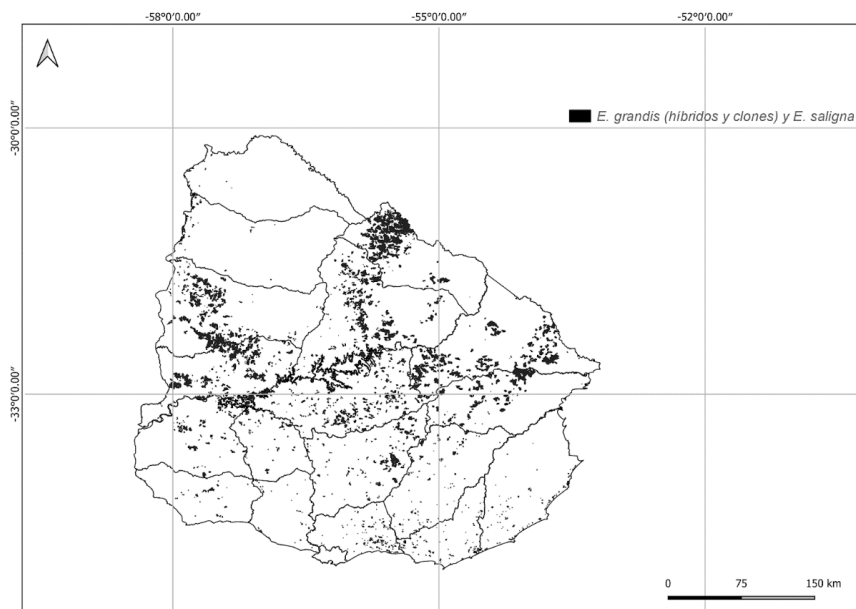 -58°0'0.00" -55°0'0.00" -52°0'0.00"
-30°0'0.00"
E. grandis (híbridos y clones) y E. saligna
-33°0'0.00"
0 75 150 km